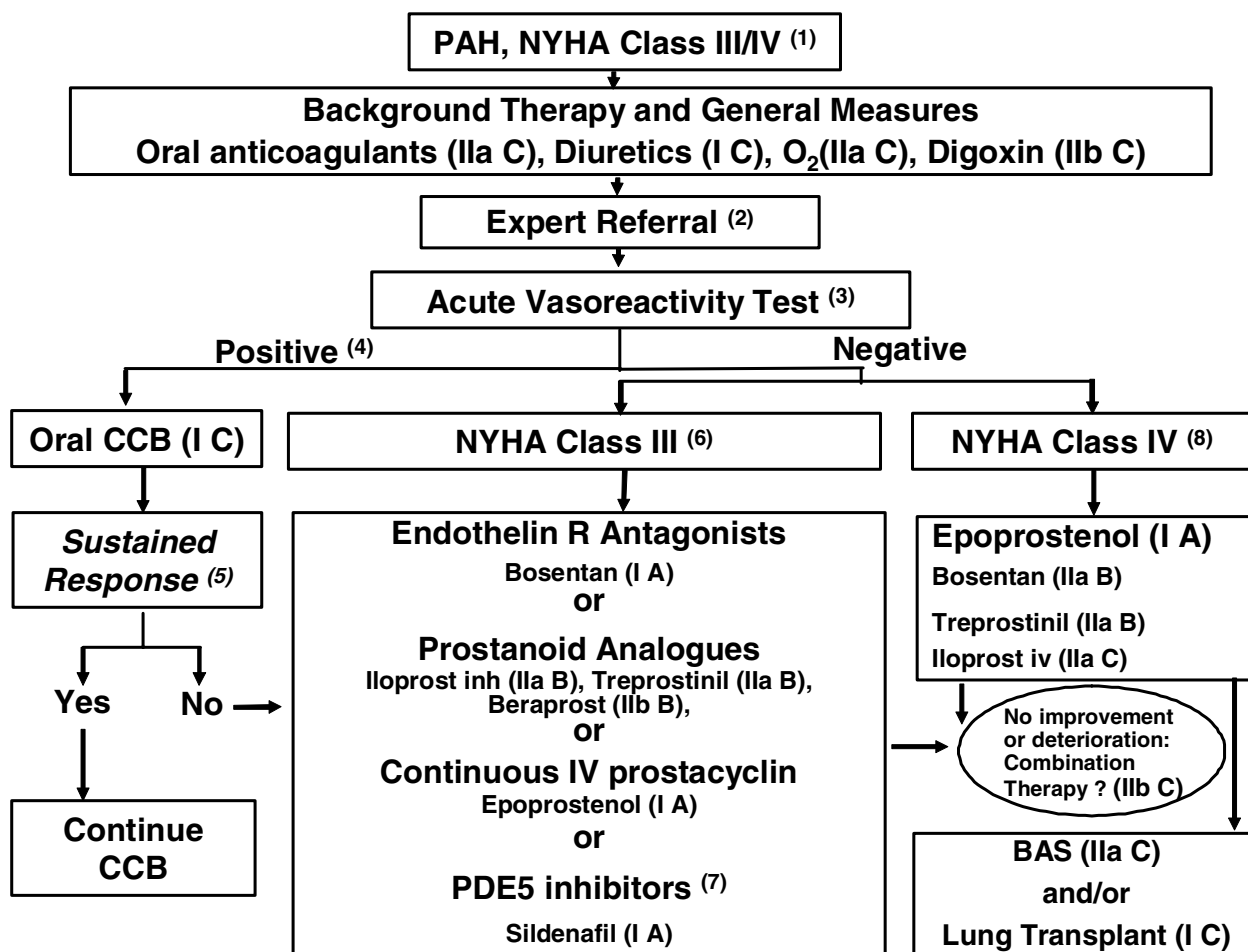 PAH, NYHA Class III/IV (1)
Background Therapy and General Measures
Oral anticoagulants (IIa C), Diuretics (I C), O2(IIa C), Digoxin (IIb C)
Expert Referral (2)
Acute Vasoreactivity Test (3)
Positive (4)
Negative
Oral CCB (I C)
Sustained
Response (5)
Yes
No
Continue
CCB
NYHA Class III (6)
Endothelin R Antagonists
Bosentan (I A)
or
Prostanoid Analogues
Iloprost inh (IIa B), Treprostinil (IIa B),
Beraprost (IIb B),
or
Continuous IV prostacyclin
Epoprostenol (I A)
or
PDE5 inhibitors (7)
Sildenafil (I A)
NYHA Class IV (8)
Epoprostenol (I A)
Bosentan (IIa B)
Treprostinil (IIa B)
Iloprost iv (IIa C)
No improvement
or deterioration:
Combination
Therapy ? (IIb C)
BAS (IIa C)
and/or
Lung Transplant (I C)